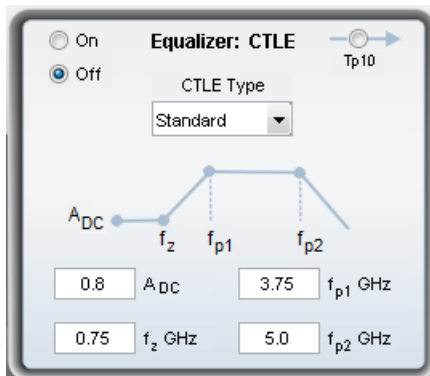 On Equalizer: CTLE
Tp10
Off
CTLE Type
Standard
A_DC
f_z f_p1 f_p2
0.8 A_DC 3.75 f_p1 GHz
0.75 f_z GHz 5.0 f_p2 GHz